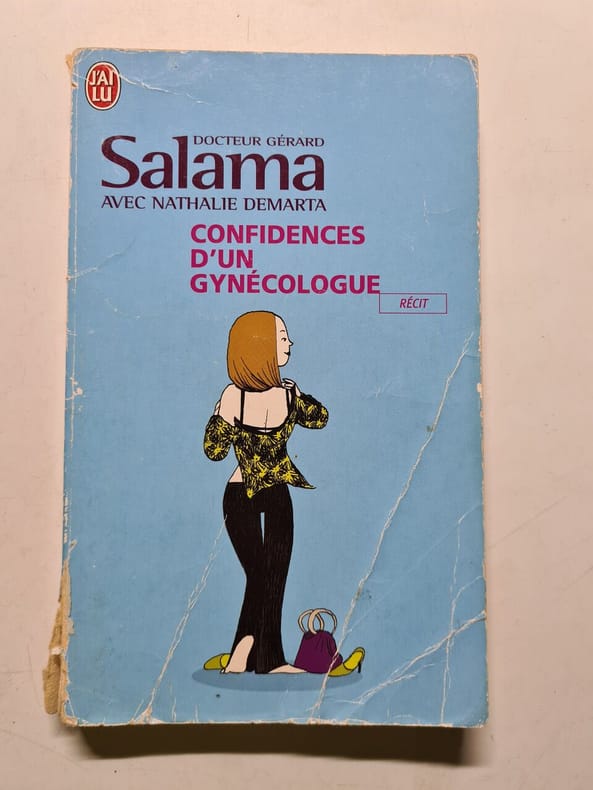 J'AI
LU
DOCTEUR GÉRARD
Salama
AVEC NATHALIE DEMARTA
CONFIDENCES
D'UN
GYNÉCOLOGUE
RÉCIT